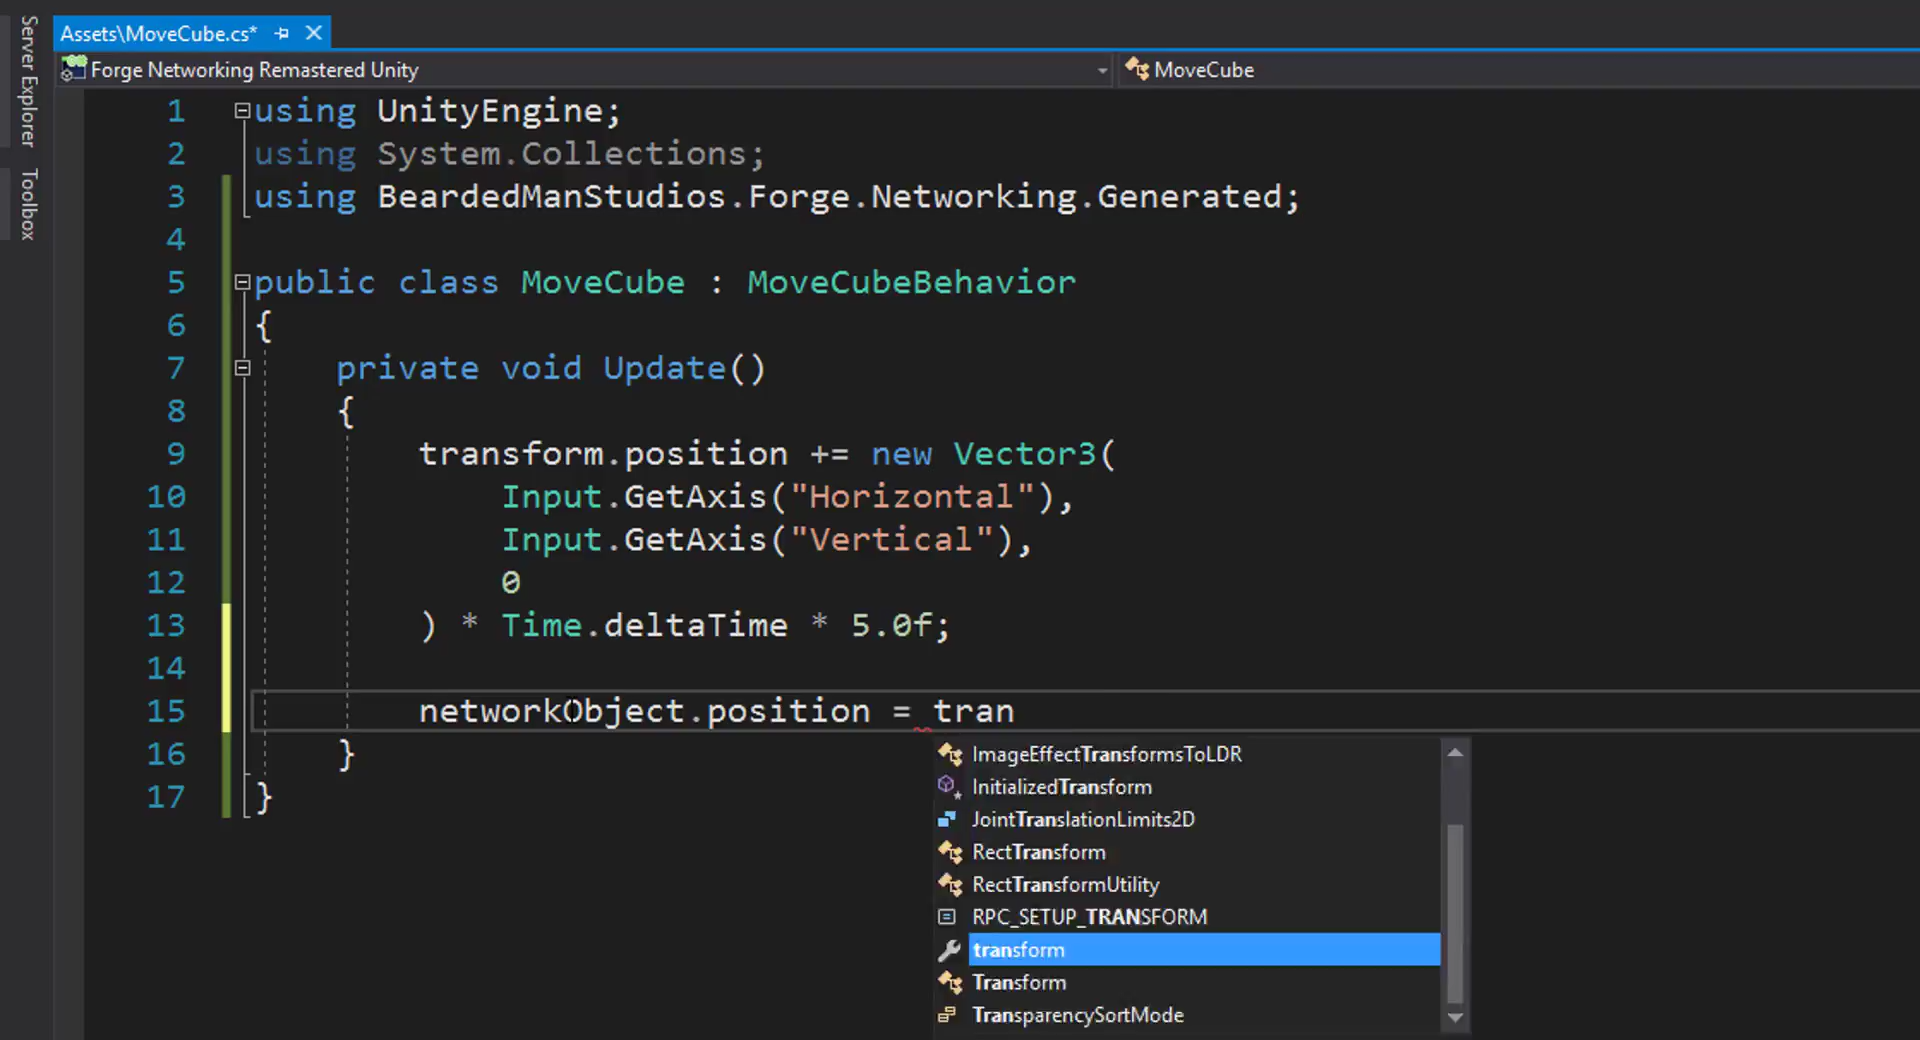 Server Explorer
Toolbox
Assets\MoveCube.cs*
Forge Networking Remastered Unity
MoveCube
1 using UnityEngine;
2 using System.Collections;
3 using BeardedManStudios.Forge.Networking.Generated;
4
5 public class MoveCube : MoveCubeBehavior
6 {
7 private void Update()
8 {
9 transform.position += new Vector3(
10 Input.GetAxis("Horizontal"),
11 Input.GetAxis("Vertical"),
12 0
13 ) * Time.deltaTime * 5.0f;
14
15 networkObject.position = tran
16 }
17 }
ImageEffectTransformsToLDR
InitializedTransform
JointTranslationLimits2D
RectTransform
RectTransformUtility
RPC_SETUP_TRANSFORM
transform
Transform
TransparencySortMode